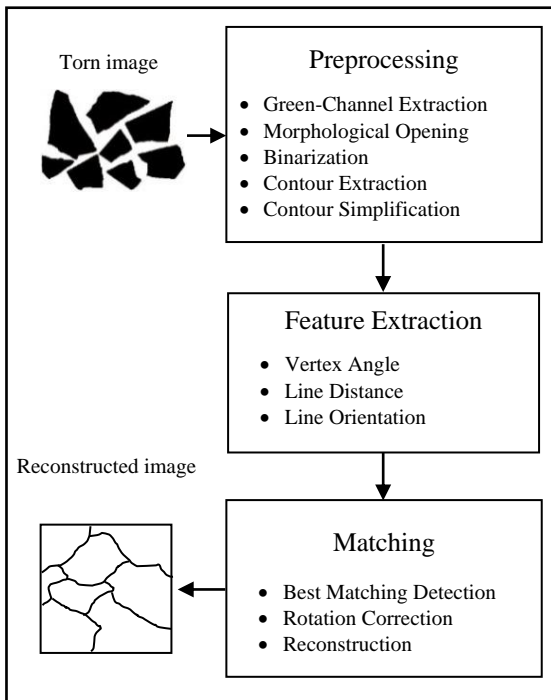 Torn image
Preprocessing
• Green-Channel Extraction
• Morphological Opening
• Binarization
• Contour Extraction
• Contour Simplification
Feature Extraction
• Vertex Angle
• Line Distance
• Line Orientation
Reconstructed image
Matching
• Best Matching Detection
• Rotation Correction
• Reconstruction